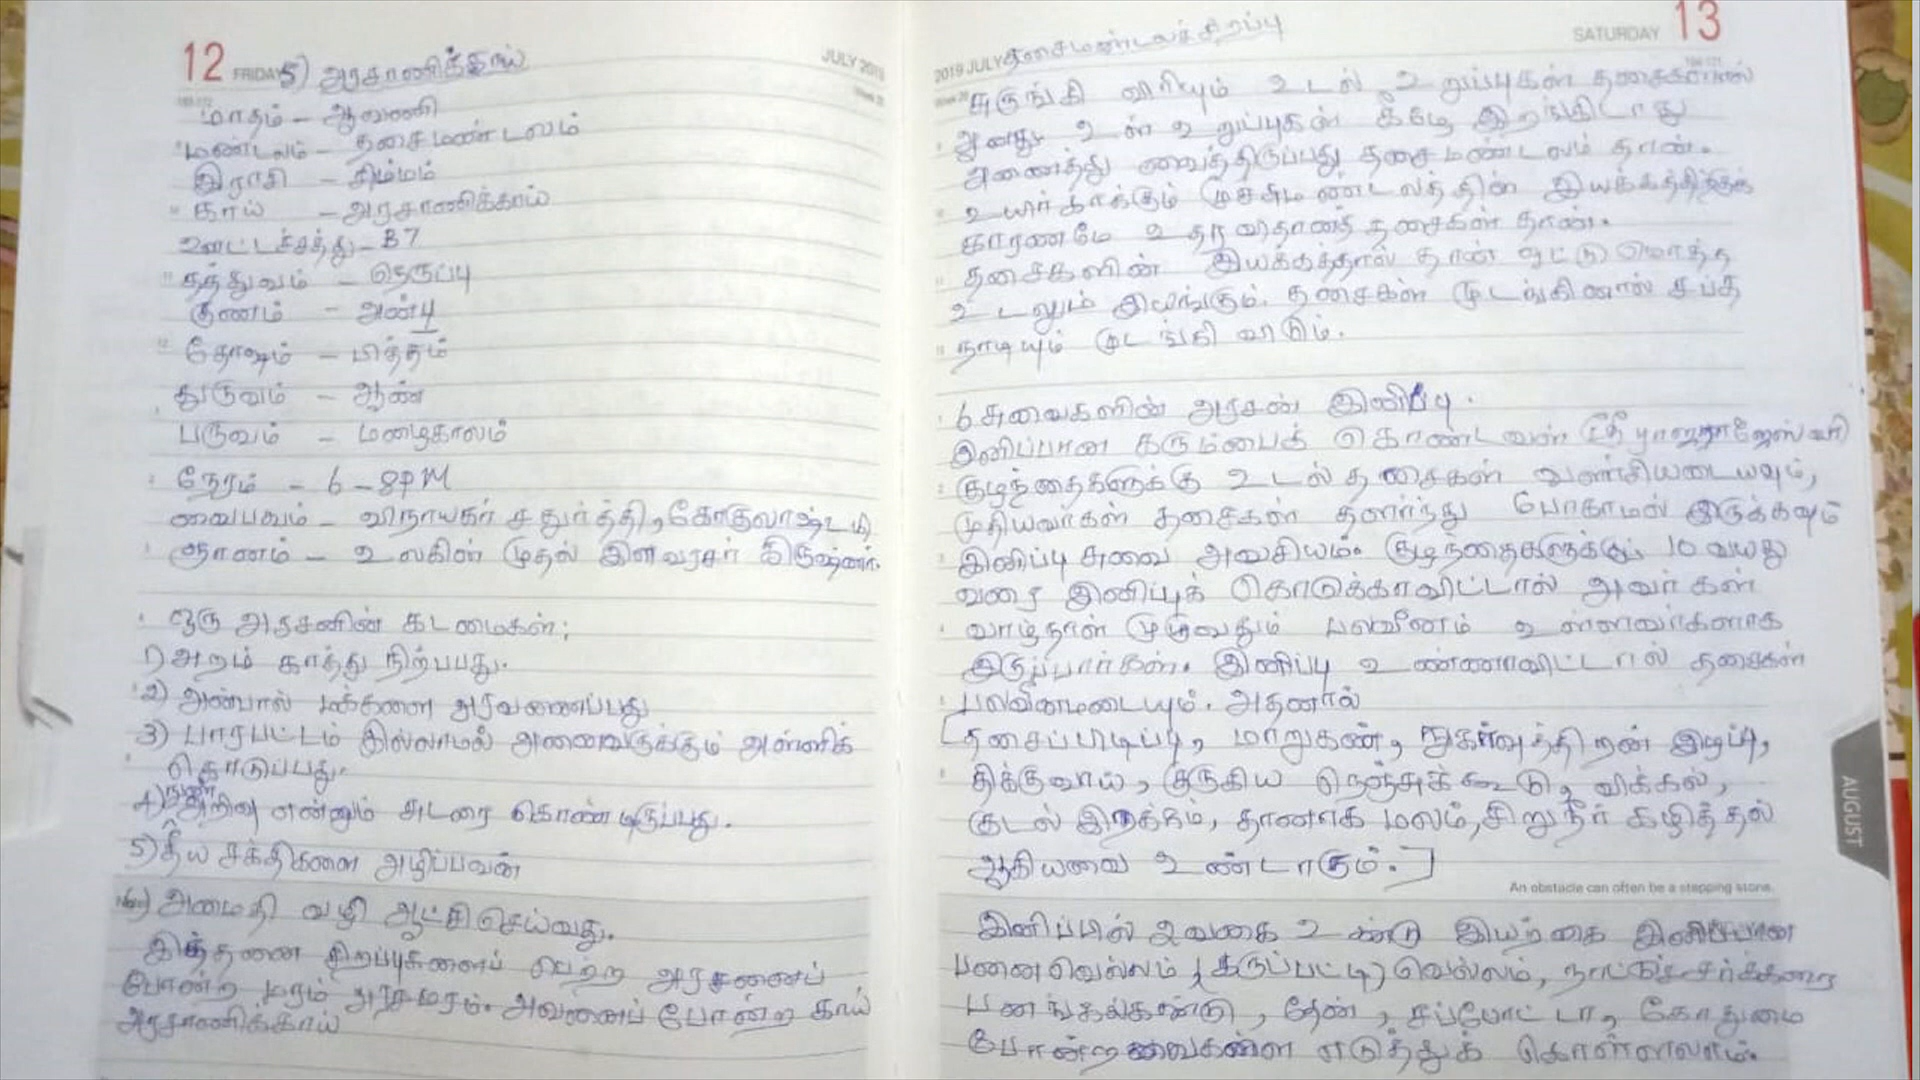 12 FRIDAY
JULY 2019
5) அரசாணிக்காய்
மாதம் - ஆவணி
மண்டலம் - தசைமண்டலம்
இராசி - சிம்மம்
காய் - அரசாணிக்காய்
ஊட்டச்சத்து - B7
தத்துவம் - நெருப்பு
குணம் - அன்பு
தோஷம் - பித்தம்
துருவம் - ஆண்
பருவம் - மழைகாலம்
நேரம் - 6 - 8PM
வைபவம் - விநாயகர் சதுர்த்தி, கோகுலாஷ்டமி
ஞானம் - உலகின் முதல் இளவரசர் கிருஷ்ணர்.
ஒரு அரசனின் கடமைகள்:
1) அறம் காத்து நிற்பபது.
2) அன்பால் மக்களை அரவணைப்பது
3) பாரபட்டம் இல்லாமல் அனைவருக்கும் அள்ளிக்
கொடுப்பது.
4) அறிவு என்னும் சுடரை கொண்டிருப்பது.
5) தீய சக்திகளை அழிப்பவன்
6) அமைதி வழி ஆட்சிசெய்வது.
இத்தனை சிறப்புகளைப் பெற்ற அரசனைப்
போன்ற மரம் அரசமரம். அவனைப் போன்ற காய்
அரசாணிக்காய்
2019 JULY
SATURDAY 13
தசைமண்டலச்சிறப்பு
சுருங்கி விரியும் உடல் உறுப்புகள் தசைகளால்
ஆனது. உள் உறுப்புகள் கீழே இறங்கிடாது
அணைத்து வைத்திருப்பது தசைமண்டலம் தான்.
உயிர்காக்கும் மூச்சுமண்டலத்தின் இயக்கத்திற்குக்
காரணமே உதரவிதானத் தசைகள் தான்.
தசைகளின் இயக்கத்தால் தான் ஒட்டுமொத்த
உடலும் இயங்கும். தசைகள் முடங்கினால் சப்த
நாடியும் முடங்கி விடும்.
6 சுவைகளின் அரசன் இனிப்பு.
இனிப்பான கரும்பைக் கொண்டவள் ஸ்ரீ ராஜராஜேஸ்வரி
குழந்தைகளுக்கு உடல் தசைகள் வளர்சியடையவும்,
முதியவர்கள் தசைகள் தளர்ந்து போகாமல் இருக்கவும்
இனிப்பு சுவை அவசியம். குழந்தைகளுக்கு 10 வயது
வரை இனிப்புக் கொடுக்காவிட்டால் அவர்கள்
வாழ்நாள் முழுவதும் பலவீனம் உள்ளவர்களாக
இருப்பார்கள். இனிப்பு உண்ணாவிட்டால் தசைகள்
பலவீனமடையும். அதனால்
[தசைப்பிடிப்பு, மாறுகண், நுகர்வுத்திறன் இழப்பு,
திக்குவாய், குருகிய நெஞ்சுக்கூடு, விக்கல்,
குடல் இறக்கம், தானாக மலம், சிறுநீர் கழித்தல்
ஆகியவை உண்டாகும்.]
An obstacle can often be a stepping stone.
இனிப்பில் உவகை உண்டு இயற்கை இனிப்பான
பனைவெல்லம் (கருப்பட்டி) வெல்லம், நாட்டுச்சர்க்கரை
பனங்கல்கண்டு, தேன், சப்போட்டா, கோதுமை
போன்றவைகளை எடுத்துக் கொள்ளலாம்.
AUGUST